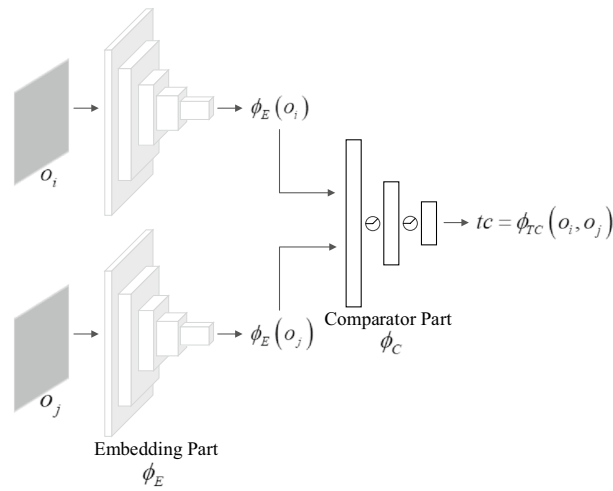 o_i
ϕ_E(o_i)
tc = ϕ_TC(o_i, o_j)
ϕ_E(o_j)
Comparator Part
ϕ_C
o_j
Embedding Part
ϕ_E